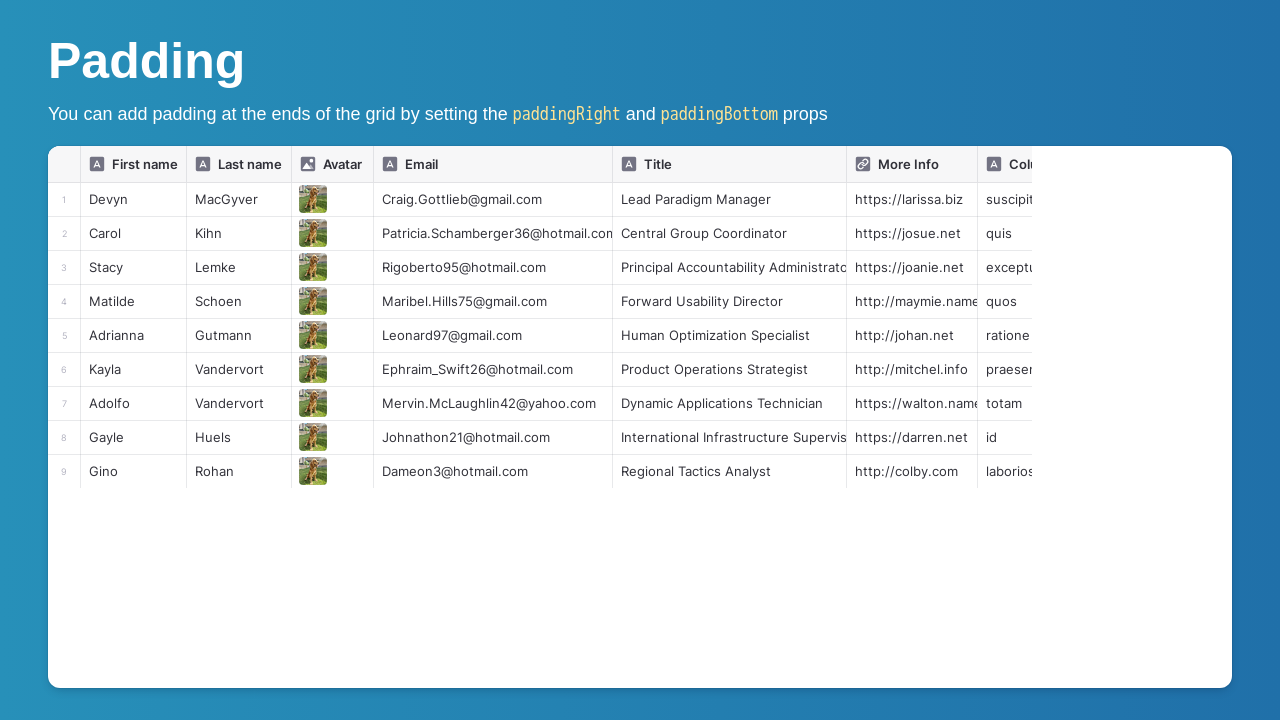 Padding
You can add padding at the ends of the grid by setting the paddingRight and paddingBottom props
First name Last name Avatar Email Title More Info
1 Devyn MacGyver Craig.Gottlieb@gmail.com Lead Paradigm Manager https://larissa.biz suscipit
2 Carol Kihn Patricia.Schamberger36@hotmail.com Central Group Coordinator https://josue.net quis
3 Stacy Lemke Rigoberto95@hotmail.com Principal Accountability Administrato https://joanie.net exceptu
4 Matilde Schoen Maribel.Hills75@gmail.com Forward Usability Director http://maymie.name quos
5 Adrianna Gutmann Leonard97@gmail.com Human Optimization Specialist http://johan.net ratione
6 Kayla Vandervort Ephraim_Swift26@hotmail.com Product Operations Strategist http://mitchel.info praeser
7 Adolfo Vandervort Mervin.McLaughlin42@yahoo.com Dynamic Applications Technician https://walton.name totam
8 Gayle Huels Johnathon21@hotmail.com International Infrastructure Supervis https://darren.net id
9 Gino Rohan Dameon3@hotmail.com Regional Tactics Analyst http://colby.com laborios